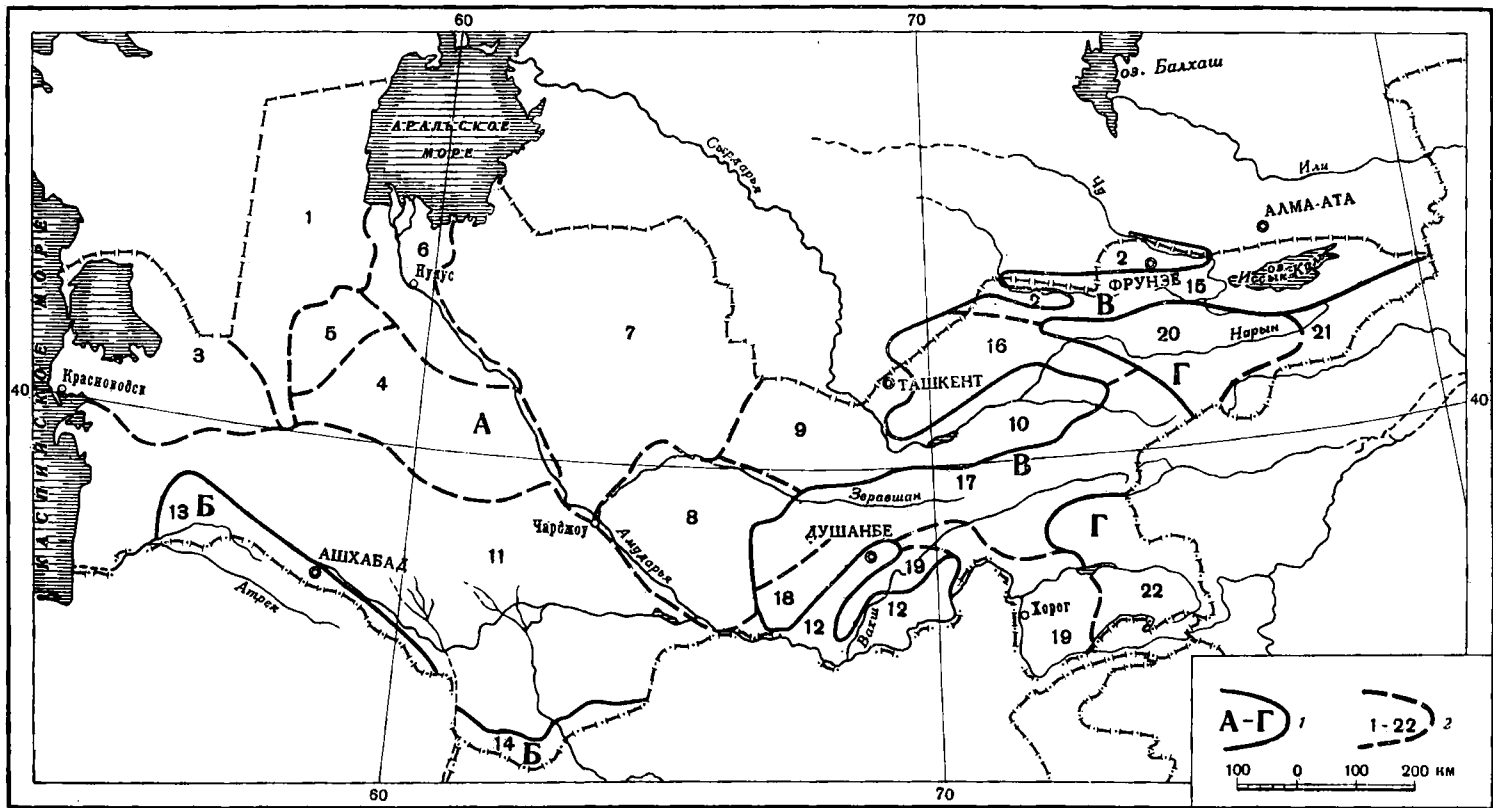 60
70
оз. Балхаш
АРАЛЬСКОЕ
МОРЕ
Сырдарья
Чу
Или
АЛМА-АТА
1
6
Нукус
2
ФРУНЗЕ
оз.
Иссык-Куль
15
2
В
КАСПИЙСКОЕ МОРЕ
3
5
7
16
20
Нарын
21
Красноводск
40
4
ТАШКЕНТ
Г
40
А
9
10
В
17
Зеравшан
13
Б
Чарджоу
8
ДУШАНБЕ
Г
АШХАБАД
11
Амударья
19
22
Атрек
18
12
Вахш
12
Хорог
19
14
Б
А-Г 1
1-22 2
100 0 100 200 км
60
70